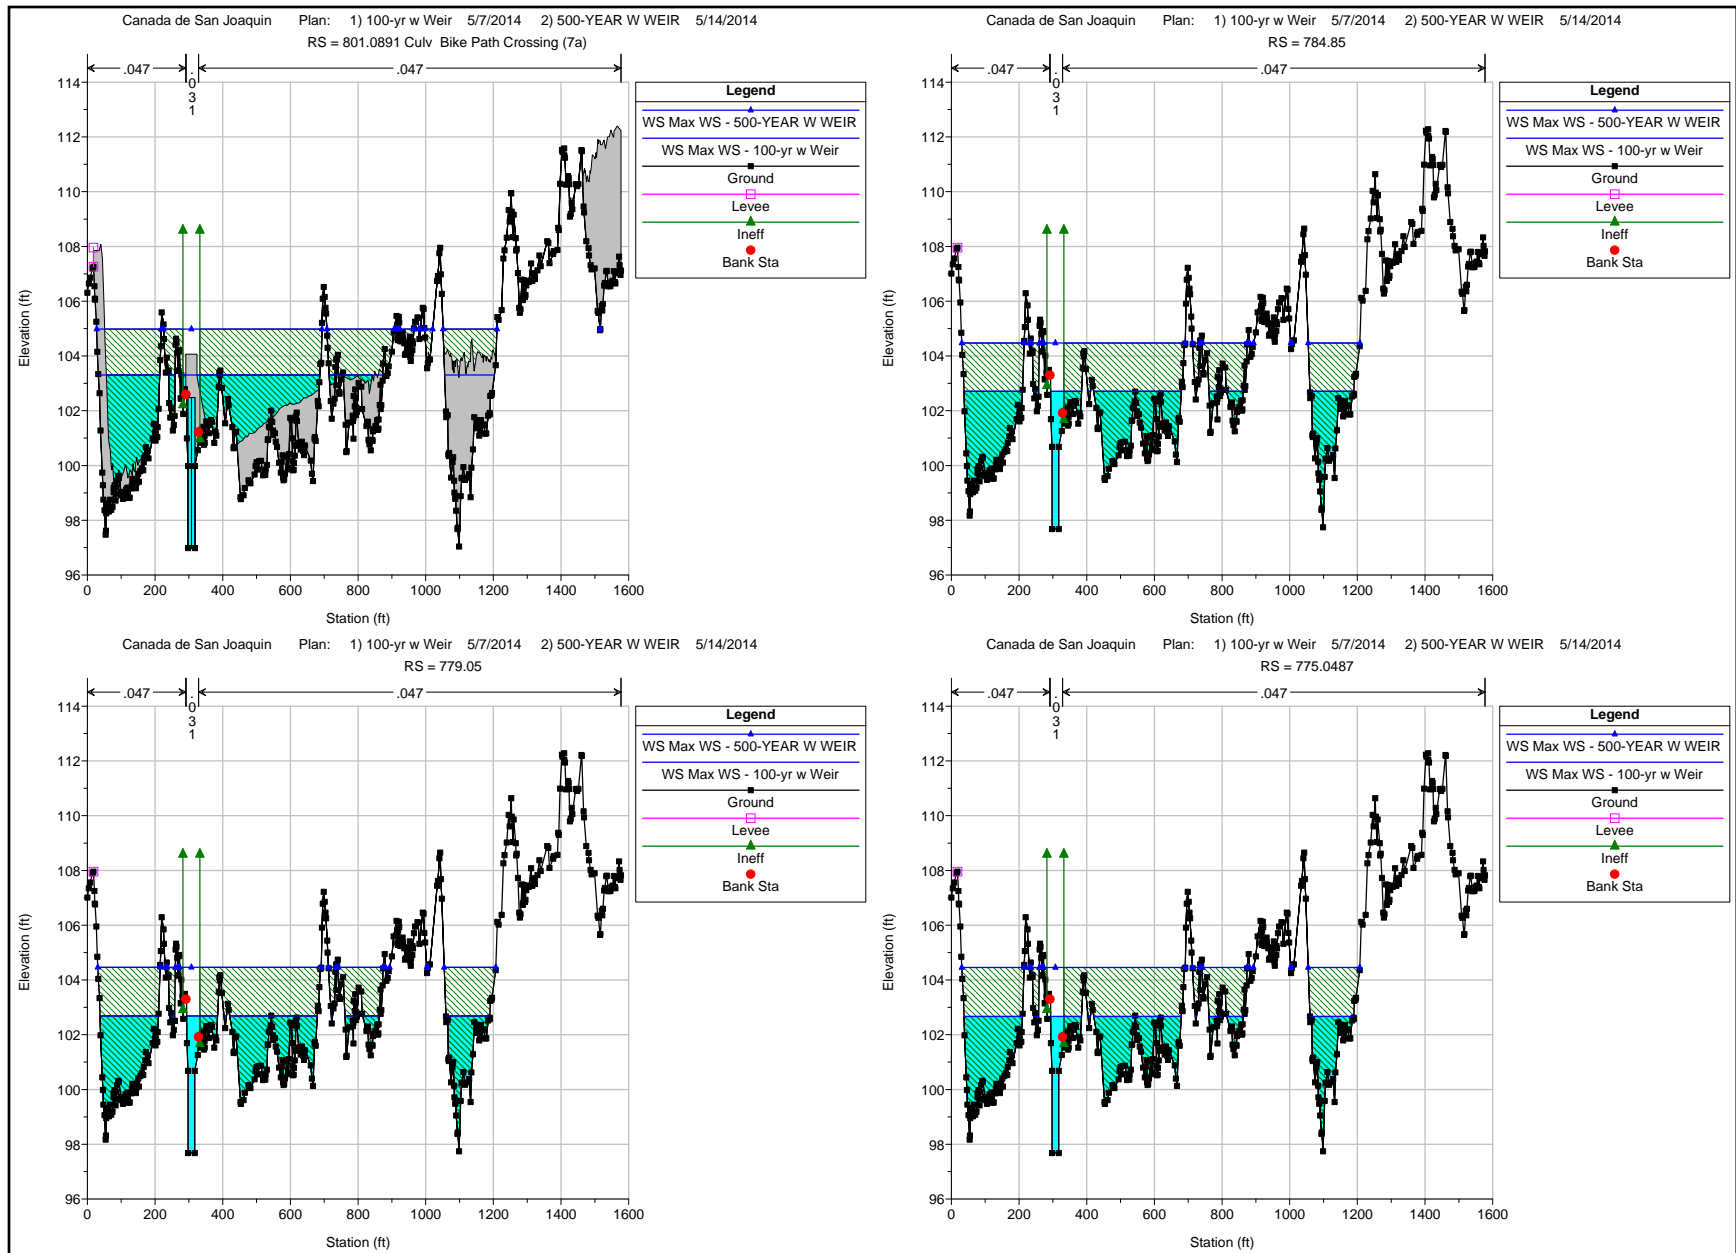 Canada de San Joaquin Plan: 1) 100-yr w Weir 5/7/2014 2) 500-YEAR W WEIR 5/14/2014
RS = 801.0891 Culv Bike Path Crossing (7a)
.047
.031
.047
Legend
WS Max WS - 500-YEAR W WEIR
WS Max WS - 100-yr w Weir
Ground
Levee
Ineff
Bank Sta
114
112
110
108
106
104
102
100
98
96
Elevation (ft)
0 200 400 600 800 1000 1200 1400 1600
Station (ft)
Canada de San Joaquin Plan: 1) 100-yr w Weir 5/7/2014 2) 500-YEAR W WEIR 5/14/2014
RS = 784.85
.047
.031
.047
Legend
WS Max WS - 500-YEAR W WEIR
WS Max WS - 100-yr w Weir
Ground
Levee
Ineff
Bank Sta
114
112
110
108
106
104
102
100
98
96
Elevation (ft)
0 200 400 600 800 1000 1200 1400 1600
Station (ft)
Canada de San Joaquin Plan: 1) 100-yr w Weir 5/7/2014 2) 500-YEAR W WEIR 5/14/2014
RS = 779.05
.047
.031
.047
Legend
WS Max WS - 500-YEAR W WEIR
WS Max WS - 100-yr w Weir
Ground
Levee
Ineff
Bank Sta
114
112
110
108
106
104
102
100
98
96
Elevation (ft)
0 200 400 600 800 1000 1200 1400 1600
Station (ft)
Canada de San Joaquin Plan: 1) 100-yr w Weir 5/7/2014 2) 500-YEAR W WEIR 5/14/2014
RS = 775.0487
.047
.031
.047
Legend
WS Max WS - 500-YEAR W WEIR
WS Max WS - 100-yr w Weir
Ground
Levee
Ineff
Bank Sta
114
112
110
108
106
104
102
100
98
96
Elevation (ft)
0 200 400 600 800 1000 1200 1400 1600
Station (ft)